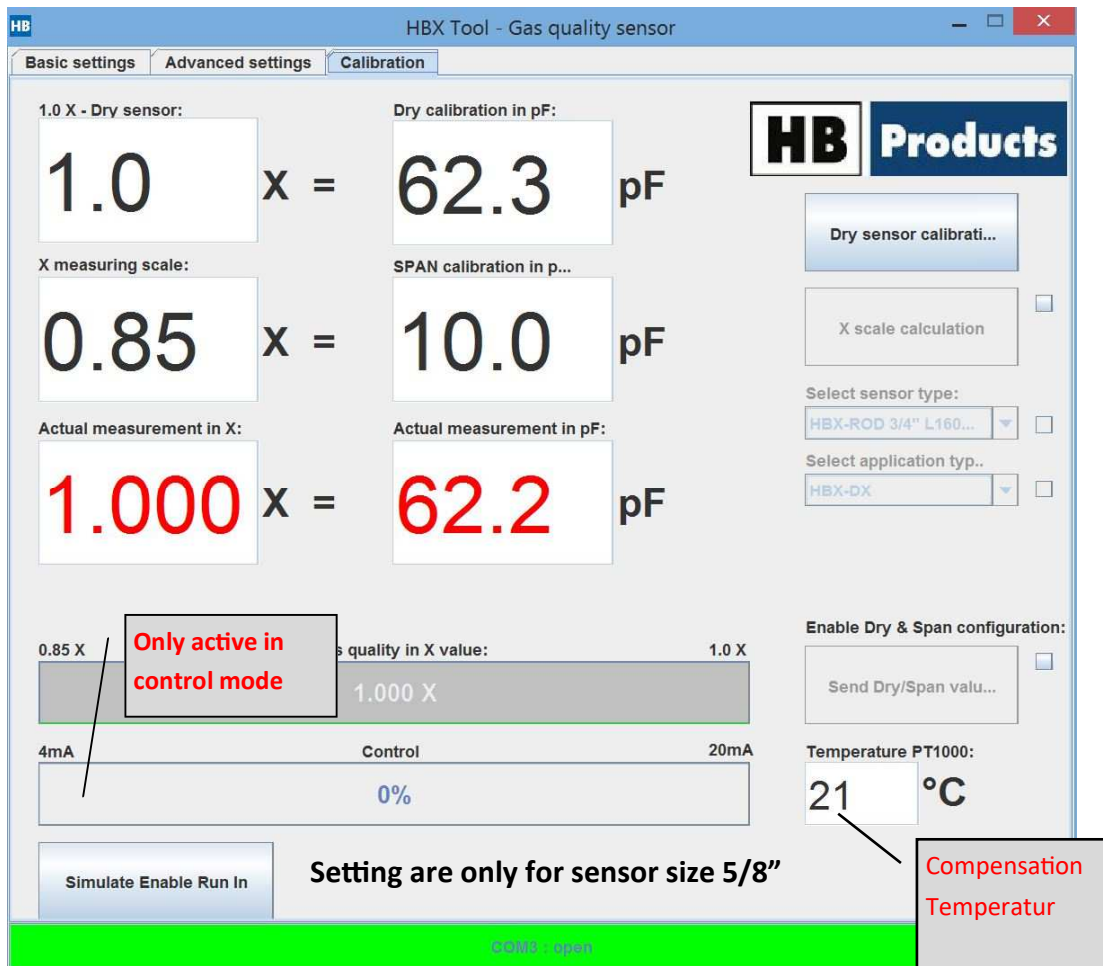 HB
HBX Tool - Gas quality sensor
Basic settings
Advanced settings
Calibration
1.0 X - Dry sensor:
Dry calibration in pF:
1.0 X = 62.3 pF
HB Products
Dry sensor calibrati...
X measuring scale:
SPAN calibration in p...
0.85 X = 10.0 pF
X scale calculation
Select sensor type:
HBX-ROD 3/4" L160...
Actual measurement in X:
Actual measurement in pF:
1.000 X = 62.2 pF
Select application typ..
HBX-DX
Enable Dry & Span configuration:
Only active in
control mode
0.85 X
quality in X value:
1.0 X
1.000 X
Send Dry/Span valu...
4mA
Control
20mA
0%
Temperature PT1000:
21 °C
Simulate Enable Run In
Setting are only for sensor size 5/8”
Compensation
Temperatur
COM3 : open